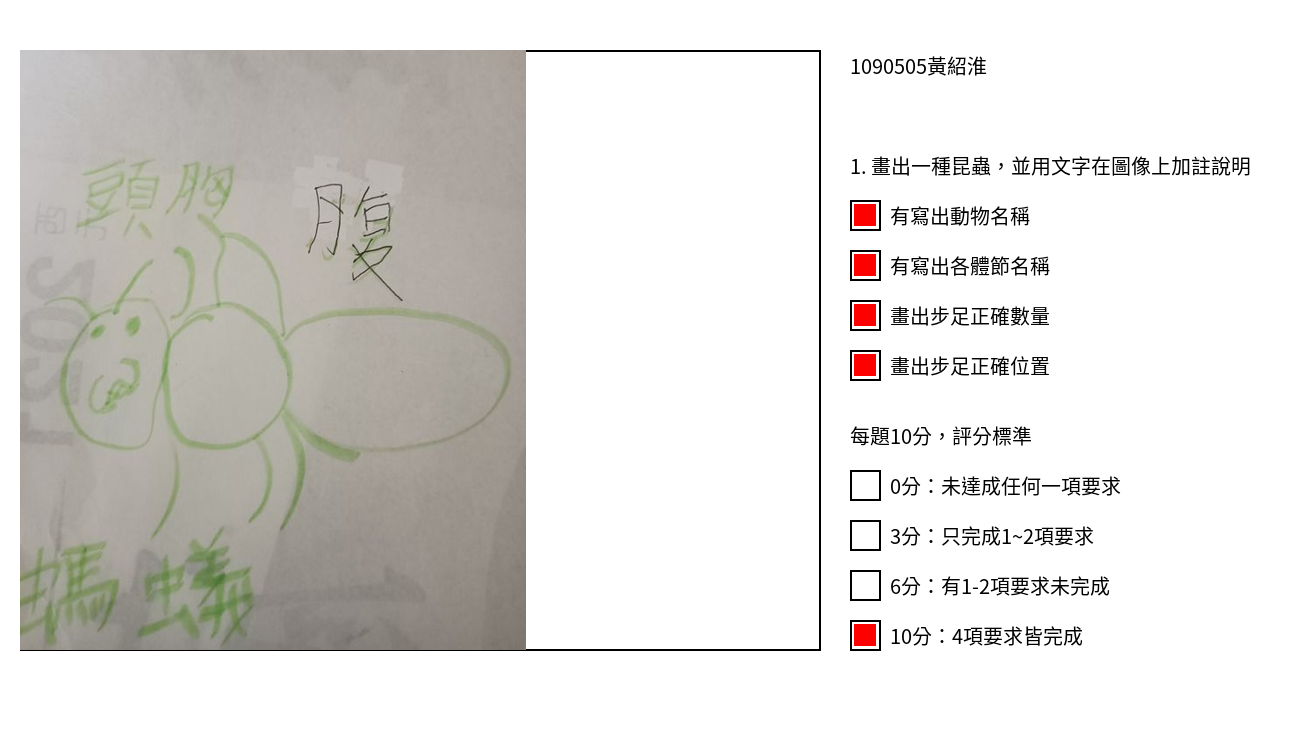 1090505黃紹淮
1. 畫出一種昆蟲，並用文字在圖像上加註說明
有寫出動物名稱
有寫出各體節名稱
畫出步足正確數量
畫出步足正確位置
每題10分，評分標準
0分：未達成任何一項要求
3分：只完成1~2項要求
6分：有1-2項要求未完成
10分：4項要求皆完成
頭 胸 腹
螞蟻